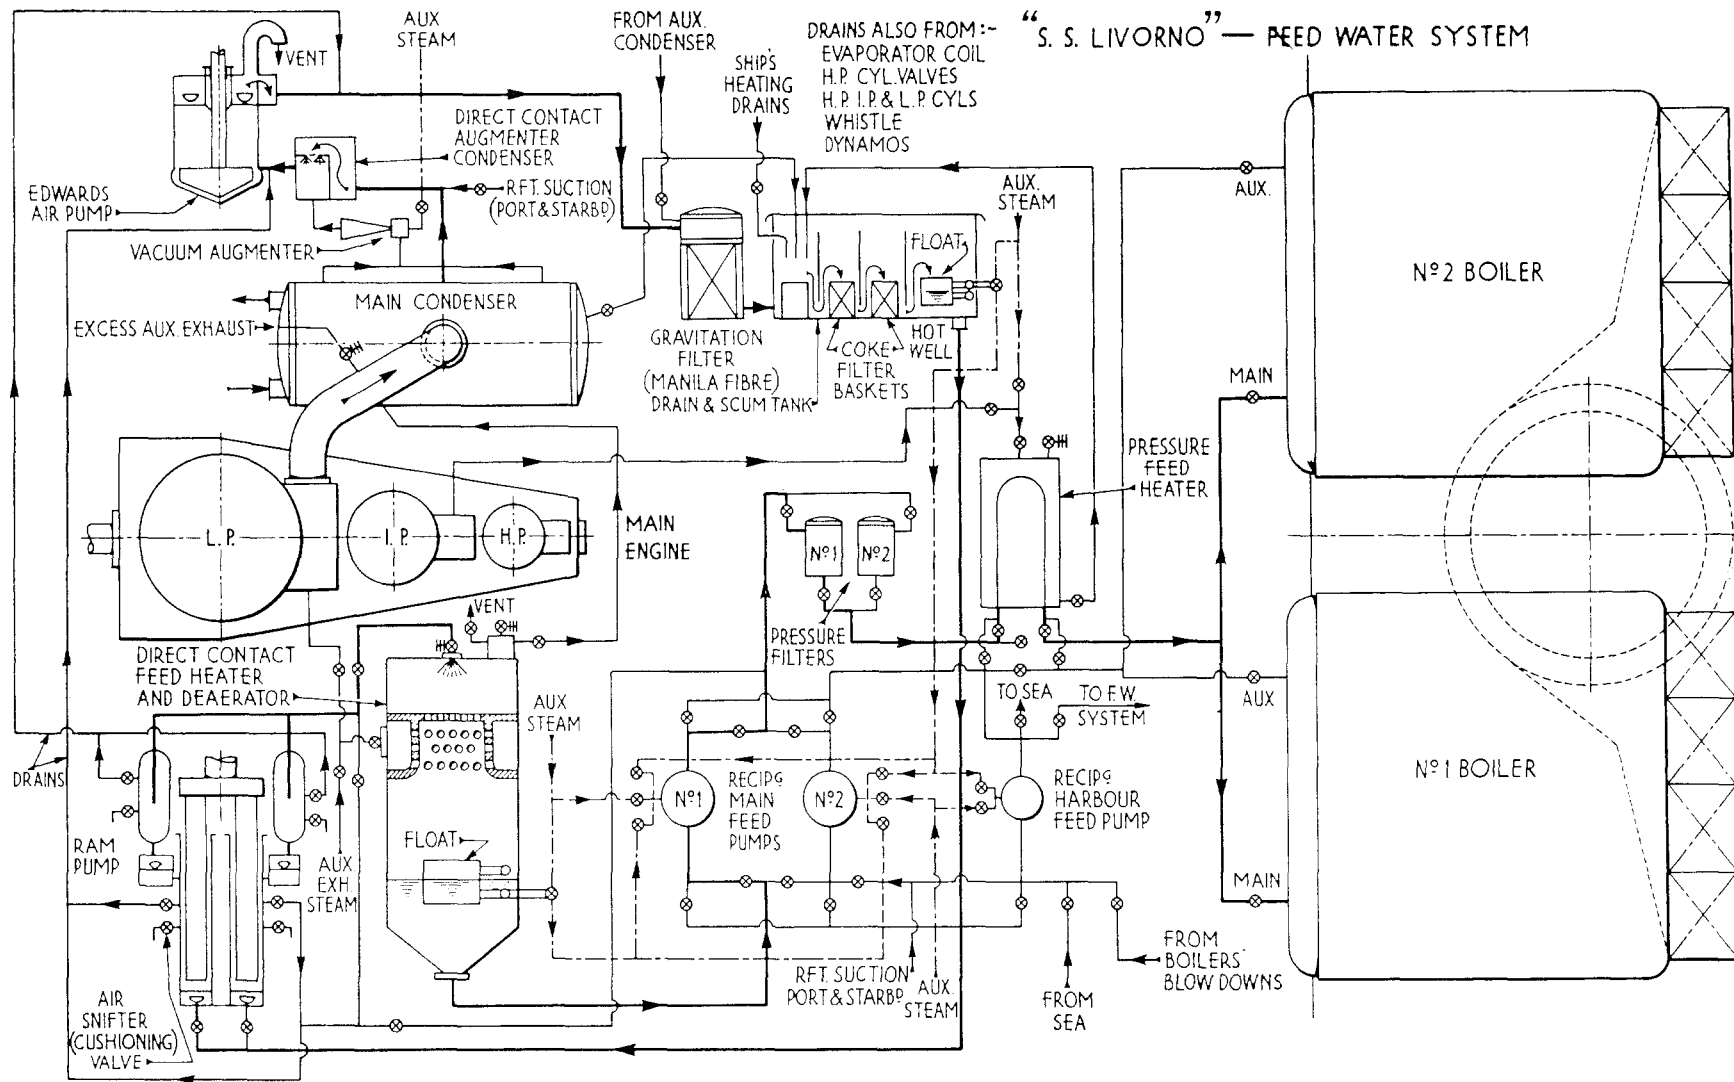 "S. S. LIVORNO" — FEED WATER SYSTEM
AUX
STEAM
FROM AUX.
CONDENSER
DRAINS ALSO FROM :~
EVAPORATOR COIL
H.P. CYL. VALVES
H.P. I.P. & L.P. CYLS
WHISTLE
DYNAMOS
SHIP'S
HEATING
DRAINS
VENT
DIRECT CONTACT
AUGMENTER
CONDENSER
EDWARDS
AIR PUMP
R.F.T. SUCTION
(PORT & STARBD)
VACUUM AUGMENTER
AUX.
STEAM
FLOAT
AUX.
Nº2 BOILER
MAIN CONDENSER
EXCESS AUX. EXHAUST
GRAVITATION
FILTER
(MANILA FIBRE)
DRAIN & SCUM TANK
COKE
FILTER
BASKETS
HOT
WELL
MAIN
PRESSURE
FEED
HEATER
L.P.
I.P.
H.P.
MAIN
ENGINE
Nº1
Nº2
PRESSURE
FILTERS
VENT
DIRECT CONTACT
FEED HEATER
AND DEAERATOR
AUX
STEAM
TO SEA
TO F.W.
SYSTEM
AUX
Nº1 BOILER
DRAINS
RAM
PUMP
AUX
EXH.
STEAM
FLOAT
Nº1
RECIPG
MAIN
FEED
PUMPS
Nº2
RECIPG
HARBOUR
FEED PUMP
MAIN
AIR
SNIFTER
(CUSHIONING)
VALVE
R.F.T. SUCTION
PORT & STARBD
AUX.
STEAM
FROM
SEA
FROM
BOILERS'
BLOW DOWNS